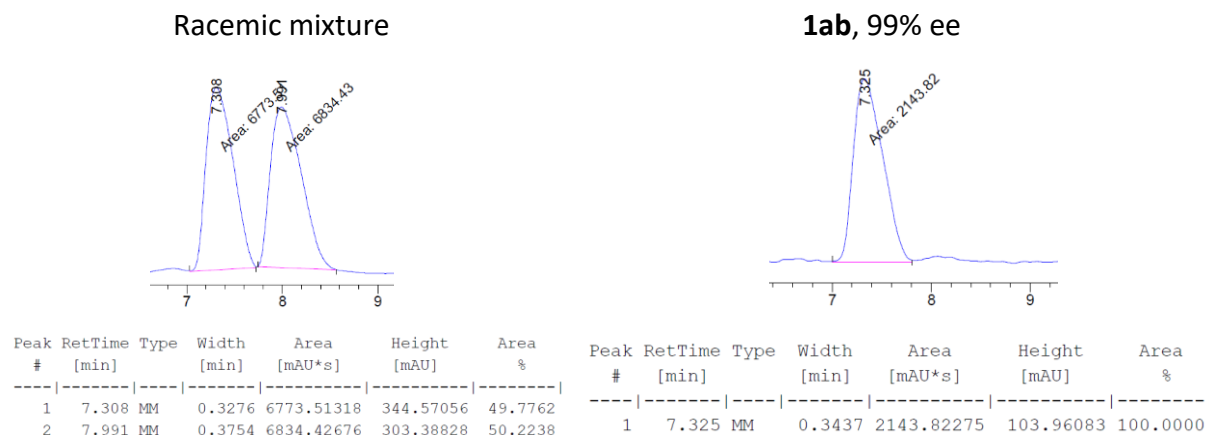 Racemic mixture
7.308
Area: 6773.51
7.991
Area: 6834.43
7 8 9
Peak RetTime Type Width Area Height Area
# [min] [min] [mAU*s] [mAU] %
----|-------|----|-------|----------|----------|--------|
1 7.308 MM 0.3276 6773.51318 344.57056 49.7762
2 7.991 MM 0.3754 6834.42676 303.38828 50.2238
1ab, 99% ee
7.325
Area: 2143.82
7 8 9
Peak RetTime Type Width Area Height Area
# [min] [min] [mAU*s] [mAU] %
----|-------|----|-------|----------|----------|--------|
1 7.325 MM 0.3437 2143.82275 103.96083 100.0000